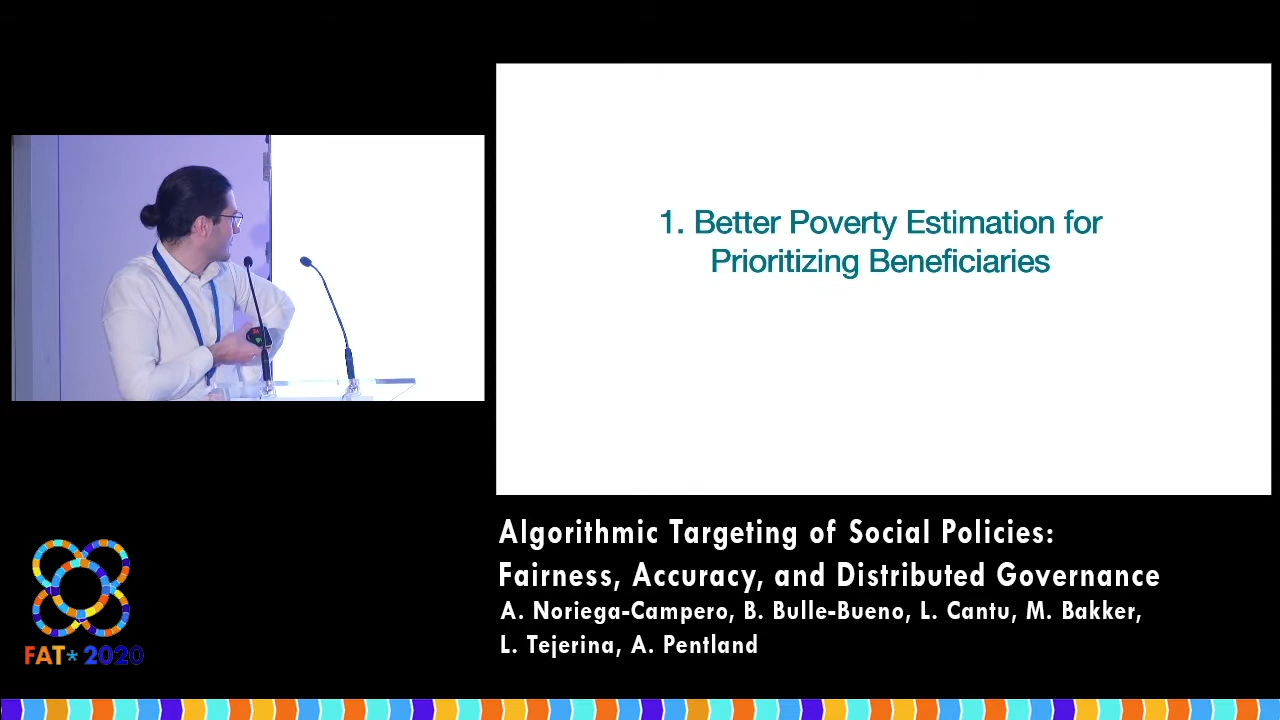 1. Better Poverty Estimation for
Prioritizing Beneficiaries
Algorithmic Targeting of Social Policies:
Fairness, Accuracy, and Distributed Governance
A. Noriega-Campero, B. Bulle-Bueno, L. Cantu, M. Bakker,
L. Tejerina, A. Pentland
FAT* 2020